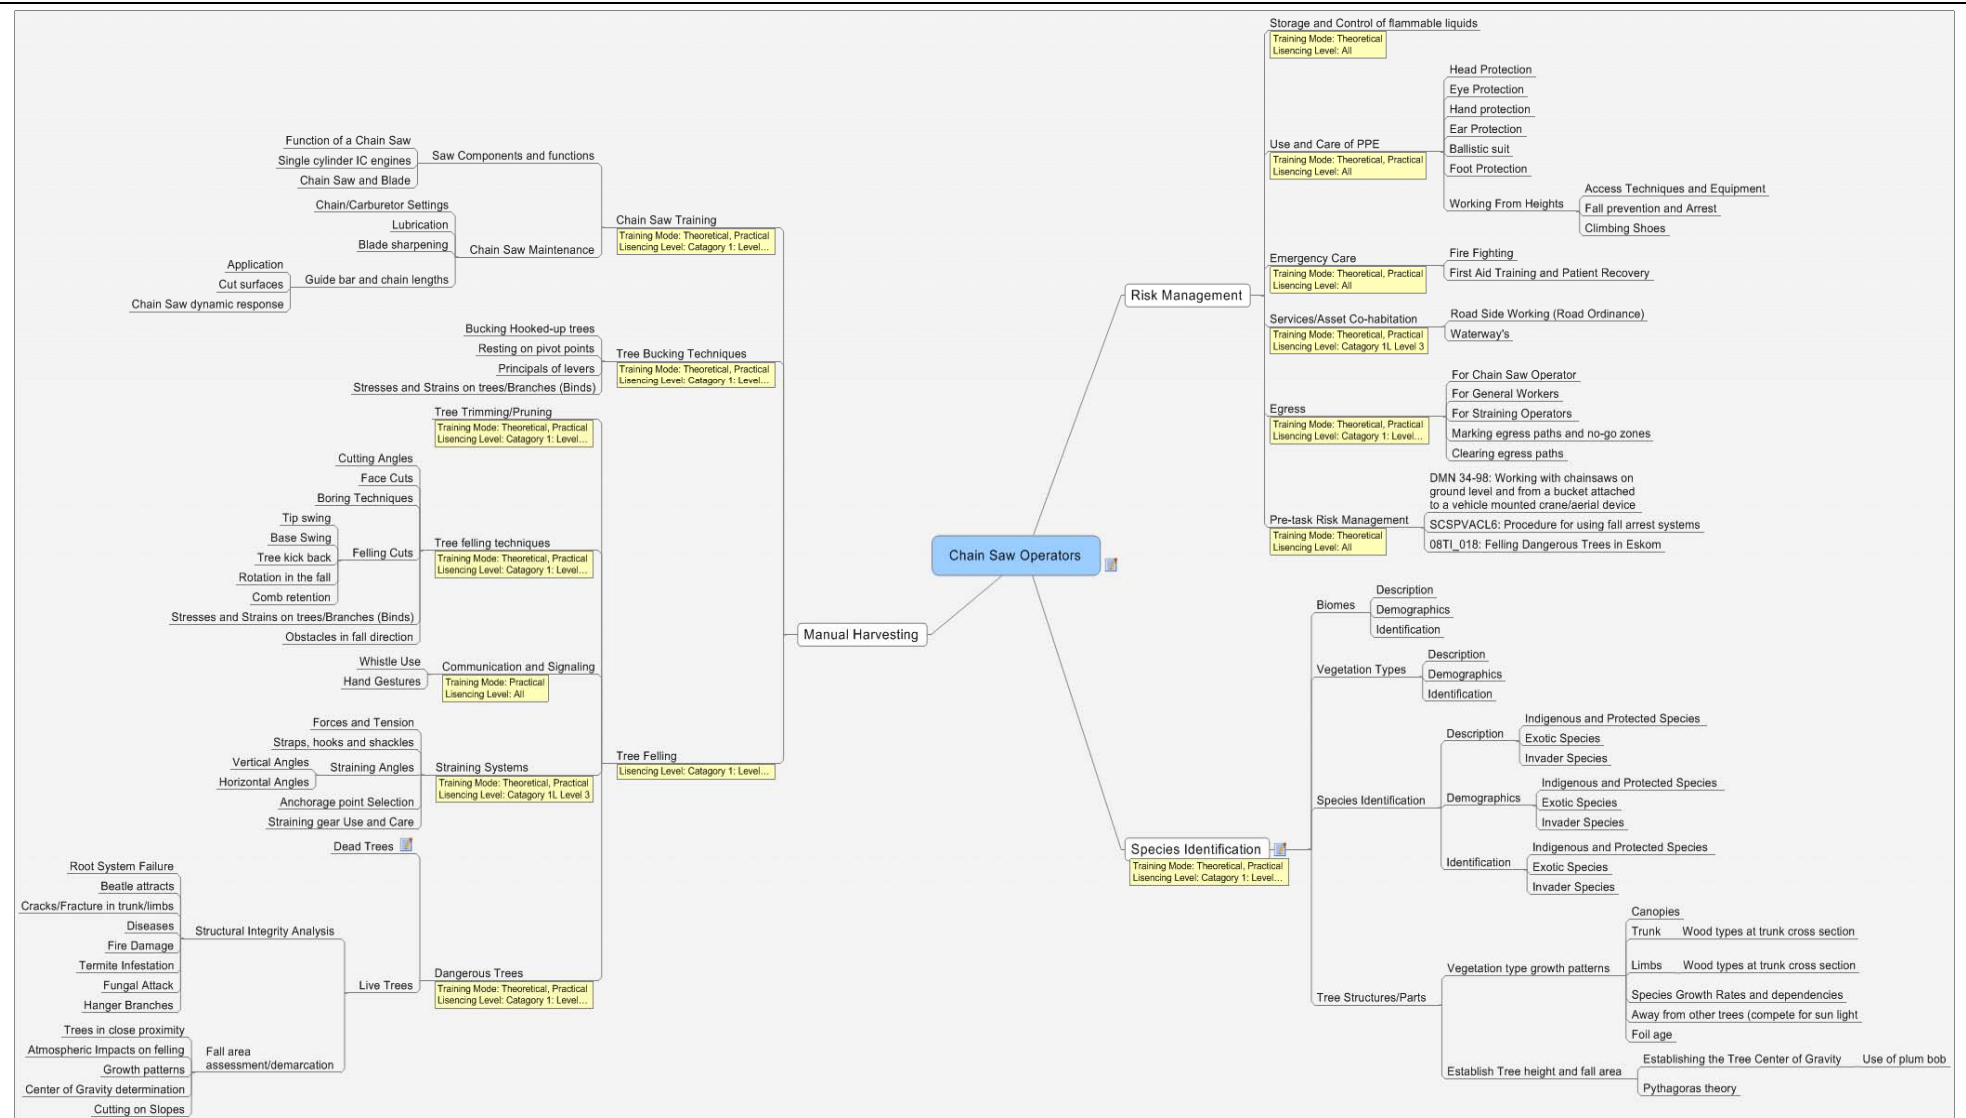 Chain Saw Operators
Risk Management
Storage and Control of flammable liquids
Training Mode: Theoretical
Lisencing Level: All
Use and Care of PPE
Training Mode: Theoretical, Practical
Lisencing Level: All
Head Protection
Eye Protection
Hand protection
Ear Protection
Ballistic suit
Foot Protection
Working From Heights
Access Techniques and Equipment
Fall prevention and Arrest
Climbing Shoes
Emergency Care
Training Mode: Theoretical, Practical
Lisencing Level: All
Fire Fighting
First Aid Training and Patient Recovery
Services/Asset Co-habitation
Training Mode: Theoretical, Practical
Lisencing Level: Catagory 1L Level 3
Road Side Working (Road Ordinance)
Waterway's
Egress
Training Mode: Theoretical, Practical
Lisencing Level: Catagory 1: Level...
For Chain Saw Operator
For General Workers
For Straining Operators
Marking egress paths and no-go zones
Clearing egress paths
Pre-task Risk Management
Training Mode: Theoretical
Lisencing Level: All
DMN 34-98: Working with chainsaws on
ground level and from a bucket attached
to a vehicle mounted crane/aerial device
SCSPVACL6: Procedure for using fall arrest systems
08TI_018: Felling Dangerous Trees in Eskom
Species Identification
Training Mode: Theoretical, Practical
Lisencing Level: Catagory 1: Level...
Biomes
Description
Demographics
Identification
Vegetation Types
Description
Demographics
Identification
Species Identification
Description
Indigenous and Protected Species
Exotic Species
Invader Species
Demographics
Indigenous and Protected Species
Exotic Species
Invader Species
Identification
Indigenous and Protected Species
Exotic Species
Invader Species
Tree Structures/Parts
Vegetation type growth patterns
Canopies
Trunk
Wood types at trunk cross section
Limbs
Wood types at trunk cross section
Species Growth Rates and dependencies
Away from other trees (compete for sun light
Foil age
Establish Tree height and fall area
Establishing the Tree Center of Gravity
Use of plum bob
Pythagoras theory
Manual Harvesting
Chain Saw Training
Training Mode: Theoretical, Practical
Lisencing Level: Catagory 1: Level...
Saw Components and functions
Function of a Chain Saw
Single cylinder IC engines
Chain Saw and Blade
Chain Saw Maintenance
Chain/Carburetor Settings
Lubrication
Blade sharpening
Guide bar and chain lengths
Application
Cut surfaces
Chain Saw dynamic response
Tree Bucking Techniques
Training Mode: Theoretical, Practical
Lisencing Level: Catagory 1: Level...
Bucking Hooked-up trees
Resting on pivot points
Principals of levers
Stresses and Strains on trees/Branches (Binds)
Tree Felling
Lisencing Level: Catagory 1: Level...
Tree Trimming/Pruning
Training Mode: Theoretical, Practical
Lisencing Level: Catagory 1: Level...
Tree felling techniques
Training Mode: Theoretical, Practical
Lisencing Level: Catagory 1: Level...
Cutting Angles
Face Cuts
Boring Techniques
Felling Cuts
Tip swing
Base Swing
Tree kick back
Rotation in the fall
Comb retention
Stresses and Strains on trees/Branches (Binds)
Obstacles in fall direction
Communication and Signaling
Training Mode: Practical
Lisencing Level: All
Whistle Use
Hand Gestures
Straining Systems
Training Mode: Theoretical, Practical
Lisencing Level: Catagory 1L Level 3
Forces and Tension
Straps, hooks and shackles
Straining Angles
Vertical Angles
Horizontal Angles
Anchorage point Selection
Straining gear Use and Care
Dangerous Trees
Training Mode: Theoretical, Practical
Lisencing Level: Catagory 1: Level...
Dead Trees
Live Trees
Structural Integrity Analysis
Root System Failure
Beatle attracts
Cracks/Fracture in trunk/limbs
Diseases
Fire Damage
Termite Infestation
Fungal Attack
Hanger Branches
Fall area
assessment/demarcation
Trees in close proximity
Atmospheric Impacts on felling
Growth patterns
Center of Gravity determination
Cutting on Slopes